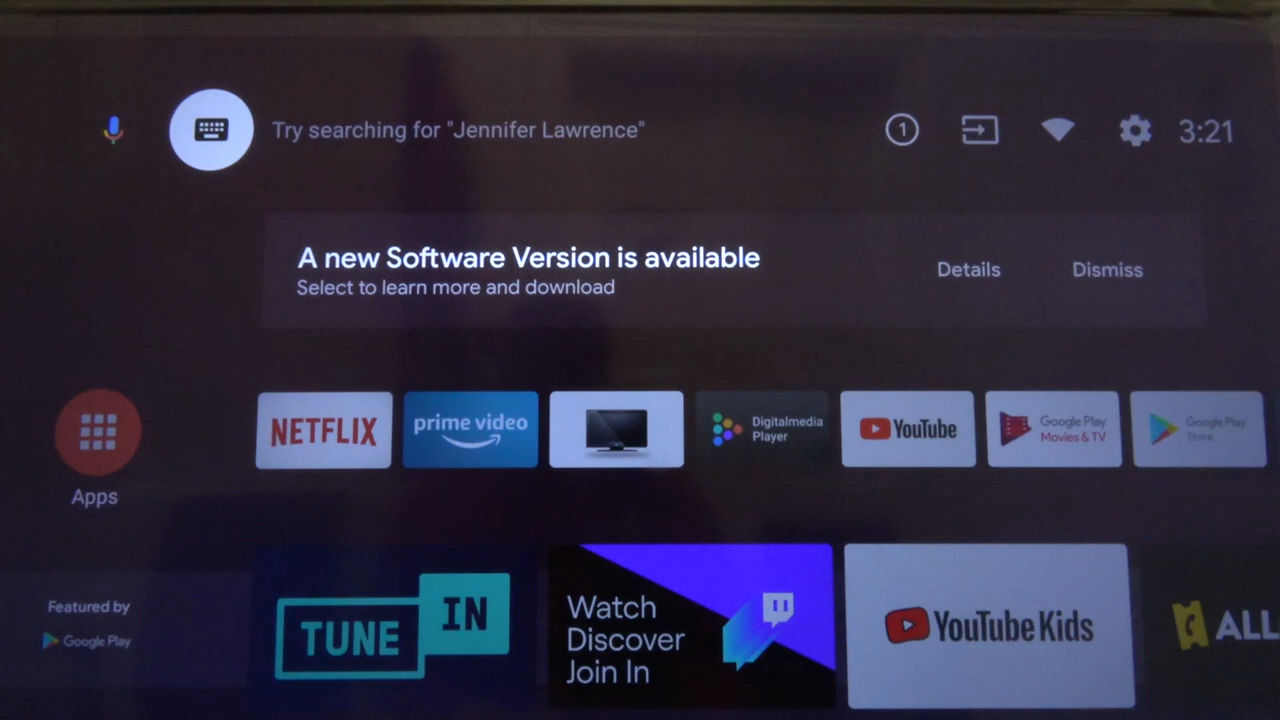 Try searching for "Jennifer Lawrence"
1
3:21
A new Software Version is available
Select to learn more and download
Details
Dismiss
NETFLIX
prime video
Digitalmedia
Player
YouTube
Google Play
Movies & TV
Google Play
Store
Apps
Featured by
Google Play
TUNE
IN
Watch
Discover
Join In
YouTube Kids
ALL